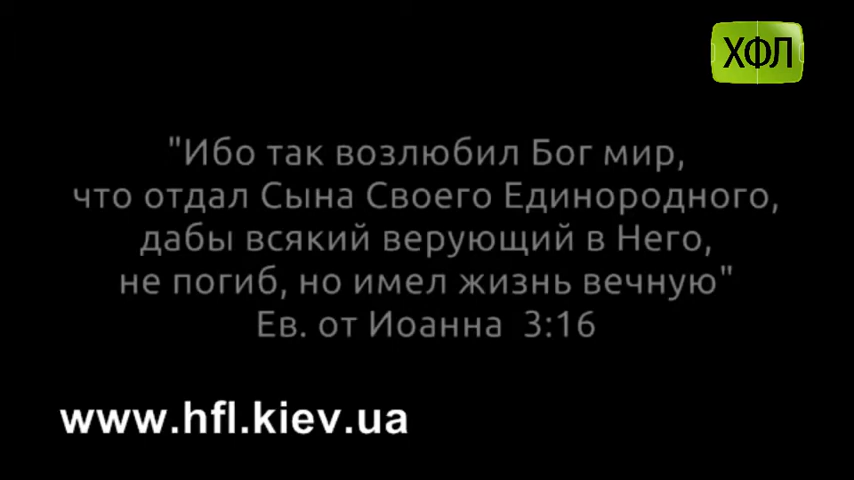 ХФЛ
"Ибо так возлюбил Бог мир,
что отдал Сына Своего Единородного,
дабы всякий верующий в Него,
не погиб, но имел жизнь вечную"
Ев. от Иоанна 3:16
www.hfl.kiev.ua